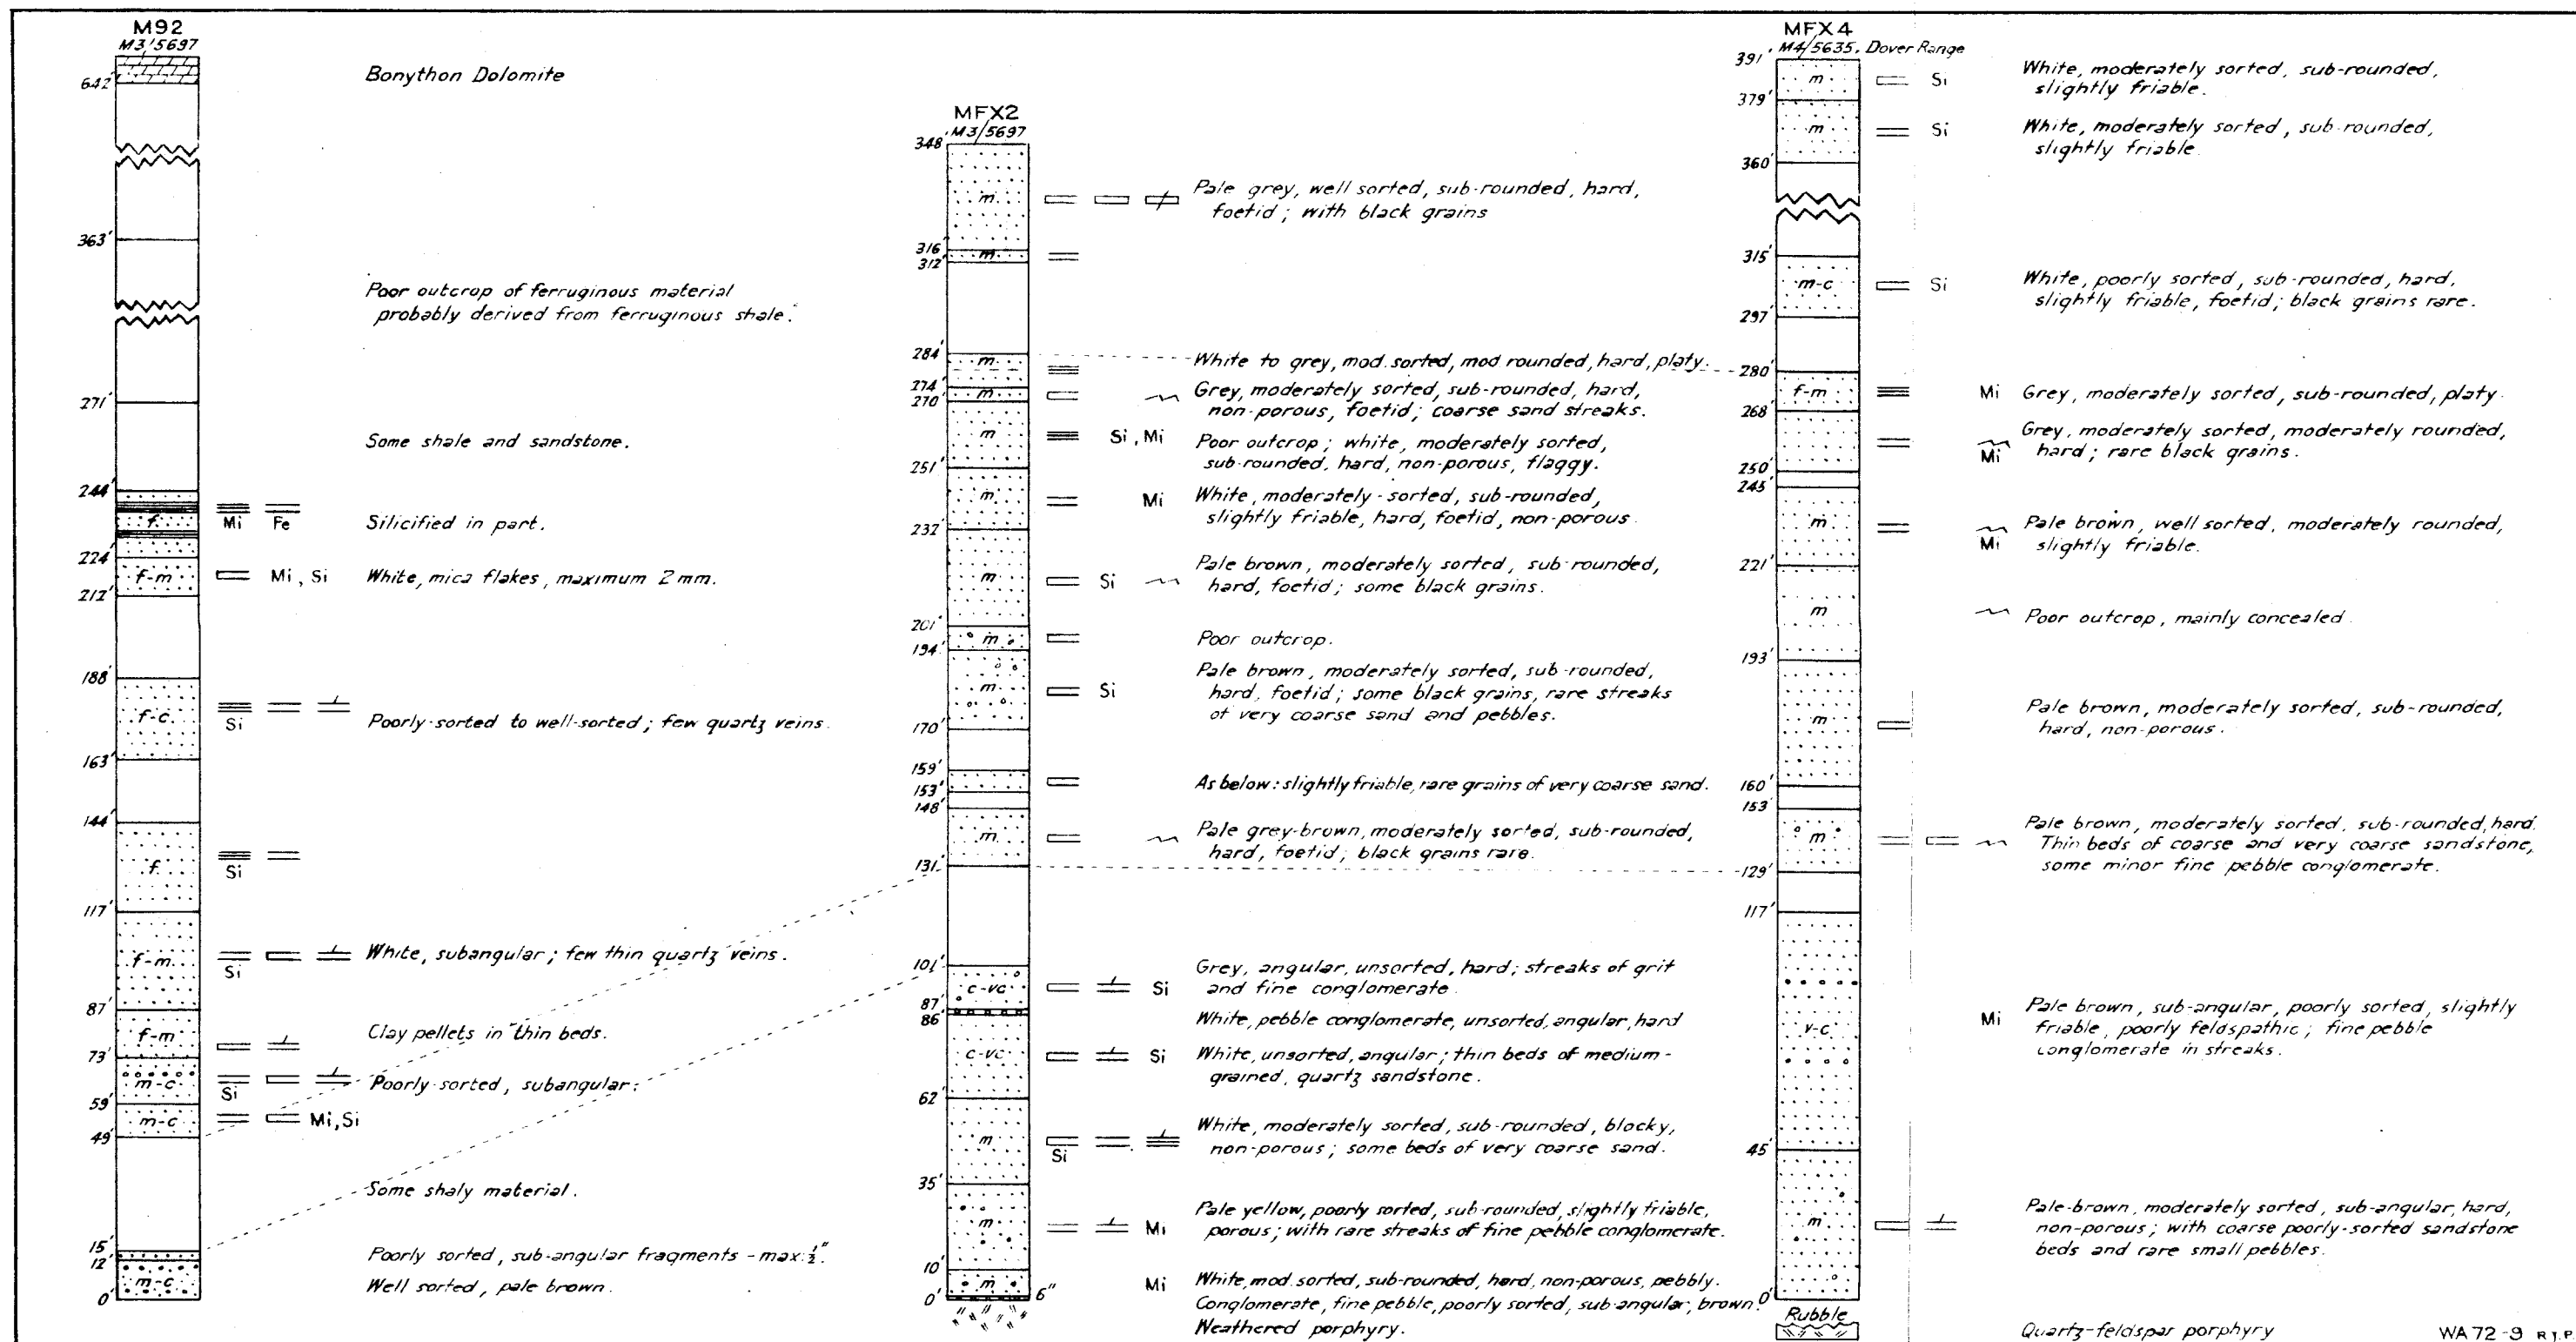 M92
M3/5697
642'
Bonython Dolomite
363'
Poor outcrop of ferruginous material
probably derived from ferruginous shale.
271'
Some shale and sandstone.
244'
f
Mi Fe
Silicified in part.
224'
f-m
Mi, Si
White, mica flakes, maximum 2 mm.
212'
188'
f-c
Si
Poorly-sorted to well-sorted; few quartz veins.
163'
144'
f
Si
117'
f-m
Si
White, subangular; few thin quartz veins.
87'
f-m
Clay pellets in thin beds.
73'
m-c
Si
Poorly-sorted, subangular.
59'
m-c
Mi, Si
49'
Some shaly material.
15'
Poorly sorted, sub-angular fragments - max. ½".
12'
m-c
Well sorted, pale brown.
0'
MFX2
M3/5697
348'
m
Pale grey, well sorted, sub-rounded, hard,
foetid; with black grains
316'
m
312'
284'
m
White to grey, mod. sorted, mod rounded, hard, platy.
274'
m
Grey, moderately sorted, sub-rounded, hard,
non-porous, foetid; coarse sand streaks.
270'
m
Si, Mi
Poor outcrop; white, moderately sorted,
sub-rounded, hard, non-porous, flaggy.
251'
m
Mi
White, moderately-sorted, sub-rounded,
slightly friable, hard, foetid, non-porous
232'
m
Si
Pale brown, moderately sorted, sub-rounded,
hard, foetid; some black grains.
201'
m
Poor outcrop.
194'
m
Si
Pale brown, moderately sorted, sub-rounded,
hard, foetid; some black grains, rare streaks
of very coarse sand and pebbles.
170'
159'
As below: slightly friable, rare grains of very coarse sand.
153'
148'
m
Pale grey-brown, moderately sorted, sub-rounded,
hard, foetid; black grains rare.
131'
101'
c-vc
Si
Grey, angular, unsorted, hard; streaks of grit
and fine conglomerate
87'
White, pebble conglomerate, unsorted, angular, hard
86'
c-vc
Si
White, unsorted, angular; thin beds of medium-
grained, quartz sandstone.
62'
m
Si
White, moderately sorted, sub-rounded, blocky,
non-porous; some beds of very coarse sand.
35'
m
Mi
Pale yellow, poorly sorted, sub-rounded, slightly friable,
porous; with rare streaks of fine pebble conglomerate.
10'
m
Mi
White, mod. sorted, sub-rounded, hard, non-porous, pebbly.
0'
6"
Conglomerate, fine pebble, poorly sorted, sub-angular, brown.
Weathered porphyry.
MFX4
M4/5635. Dover Range
391'
m
Si
White, moderately sorted, sub-rounded,
slightly friable.
379'
m
Si
White, moderately sorted, sub-rounded,
slightly friable
360'
315'
m-c
Si
White, poorly sorted, sub-rounded, hard,
slightly friable, foetid; black grains rare.
297'
280'
f-m
Mi
Grey, moderately sorted, sub-rounded, platy.
268'
Mi
Grey, moderately sorted, moderately rounded,
hard; rare black grains.
250'
245'
m
Mi
Pale brown, well sorted, moderately rounded,
slightly friable.
221'
m
Poor outcrop, mainly concealed
193'
m
Pale brown, moderately sorted, sub-rounded,
hard, non-porous.
160'
153'
m
Pale brown, moderately sorted, sub-rounded, hard.
Thin beds of coarse and very coarse sandstone,
some minor fine pebble conglomerate.
129'
117'
v-c
Mi
Pale brown, sub-angular, poorly sorted, slightly
friable, poorly feldspathic; fine pebble
conglomerate in streaks.
45'
m
Pale-brown, moderately sorted, sub-angular, hard,
non-porous; with coarse poorly-sorted sandstone
beds and rare small pebbles.
0'
Rubble
Quartz-feldspar porphyry
WA 72-9 R.T.P